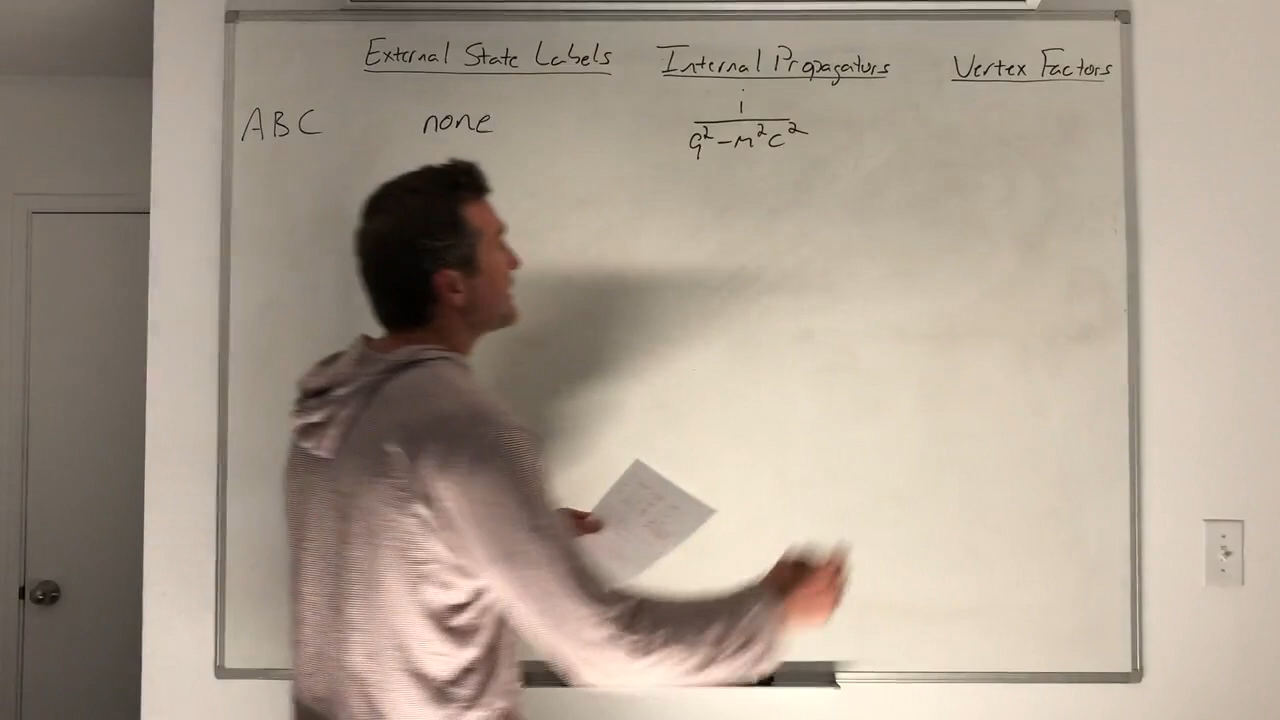 External State Labels Internal Propagators Vertex Factors
ABC none i
q²-m²c²